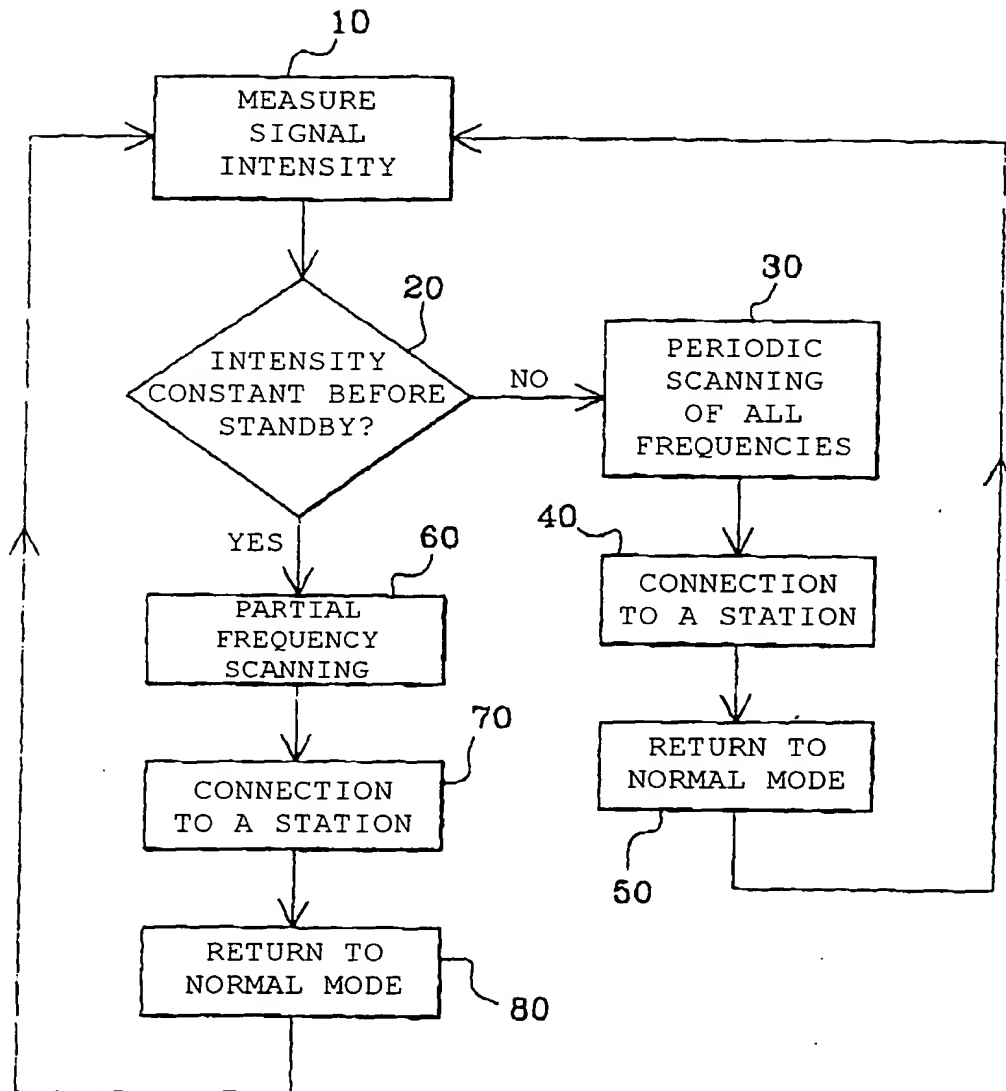 10
MEASURE
SIGNAL
INTENSITY
20
INTENSITY
CONSTANT BEFORE
STANDBY?
NO
30
PERIODIC
SCANNING
OF ALL
FREQUENCIES
40
CONNECTION
TO A STATION
RETURN TO
NORMAL MODE
50
YES
60
PARTIAL
FREQUENCY
SCANNING
70
CONNECTION
TO A STATION
RETURN TO
NORMAL MODE
80